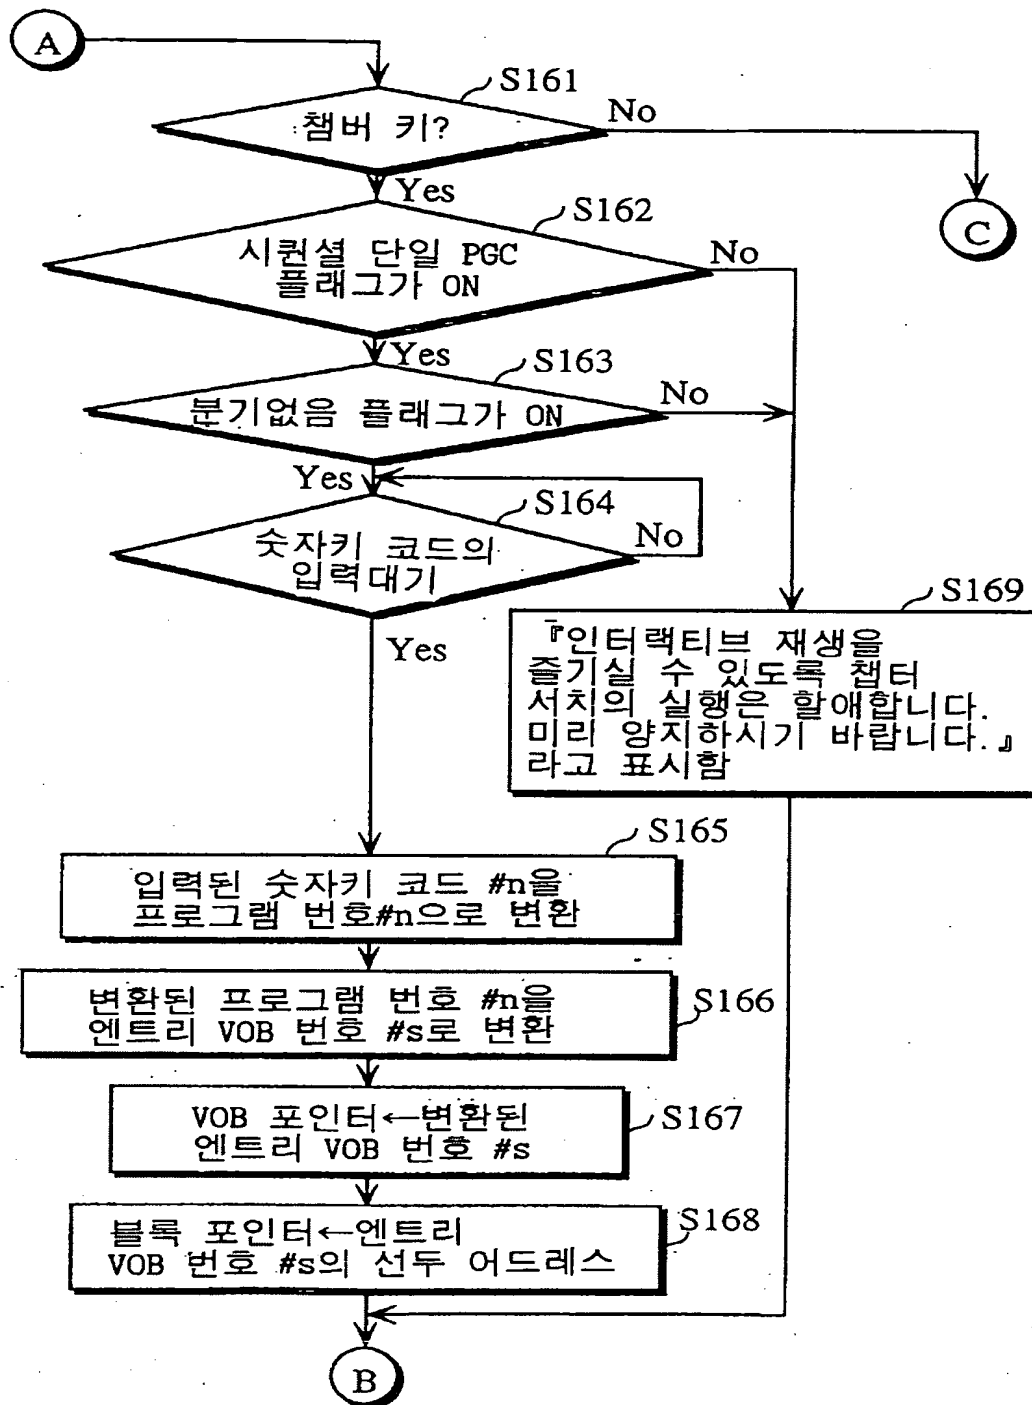 A
S161
챔버 키?
No
Yes
S162
C
시퀀셜 단일 PGC
플래그가 ON
No
Yes
S163
분기없음 플래그가 ON
No
Yes
S164
숫자키 코드의
입력대기
No
Yes
S169
『인터랙티브 재생을
즐기실 수 있도록 챕터
서치의 실행은 할애합니다.
미리 양지하시기 바랍니다.』
라고 표시함
S165
입력된 숫자키 코드 #n을
프로그램 번호#n으로 변환
변환된 프로그램 번호 #n을
엔트리 VOB 번호 #s로 변환
S166
VOB 포인터←변환된
엔트리 VOB 번호 #s
S167
블록 포인터←엔트리
VOB 번호 #s의 선두 어드레스
S168
B